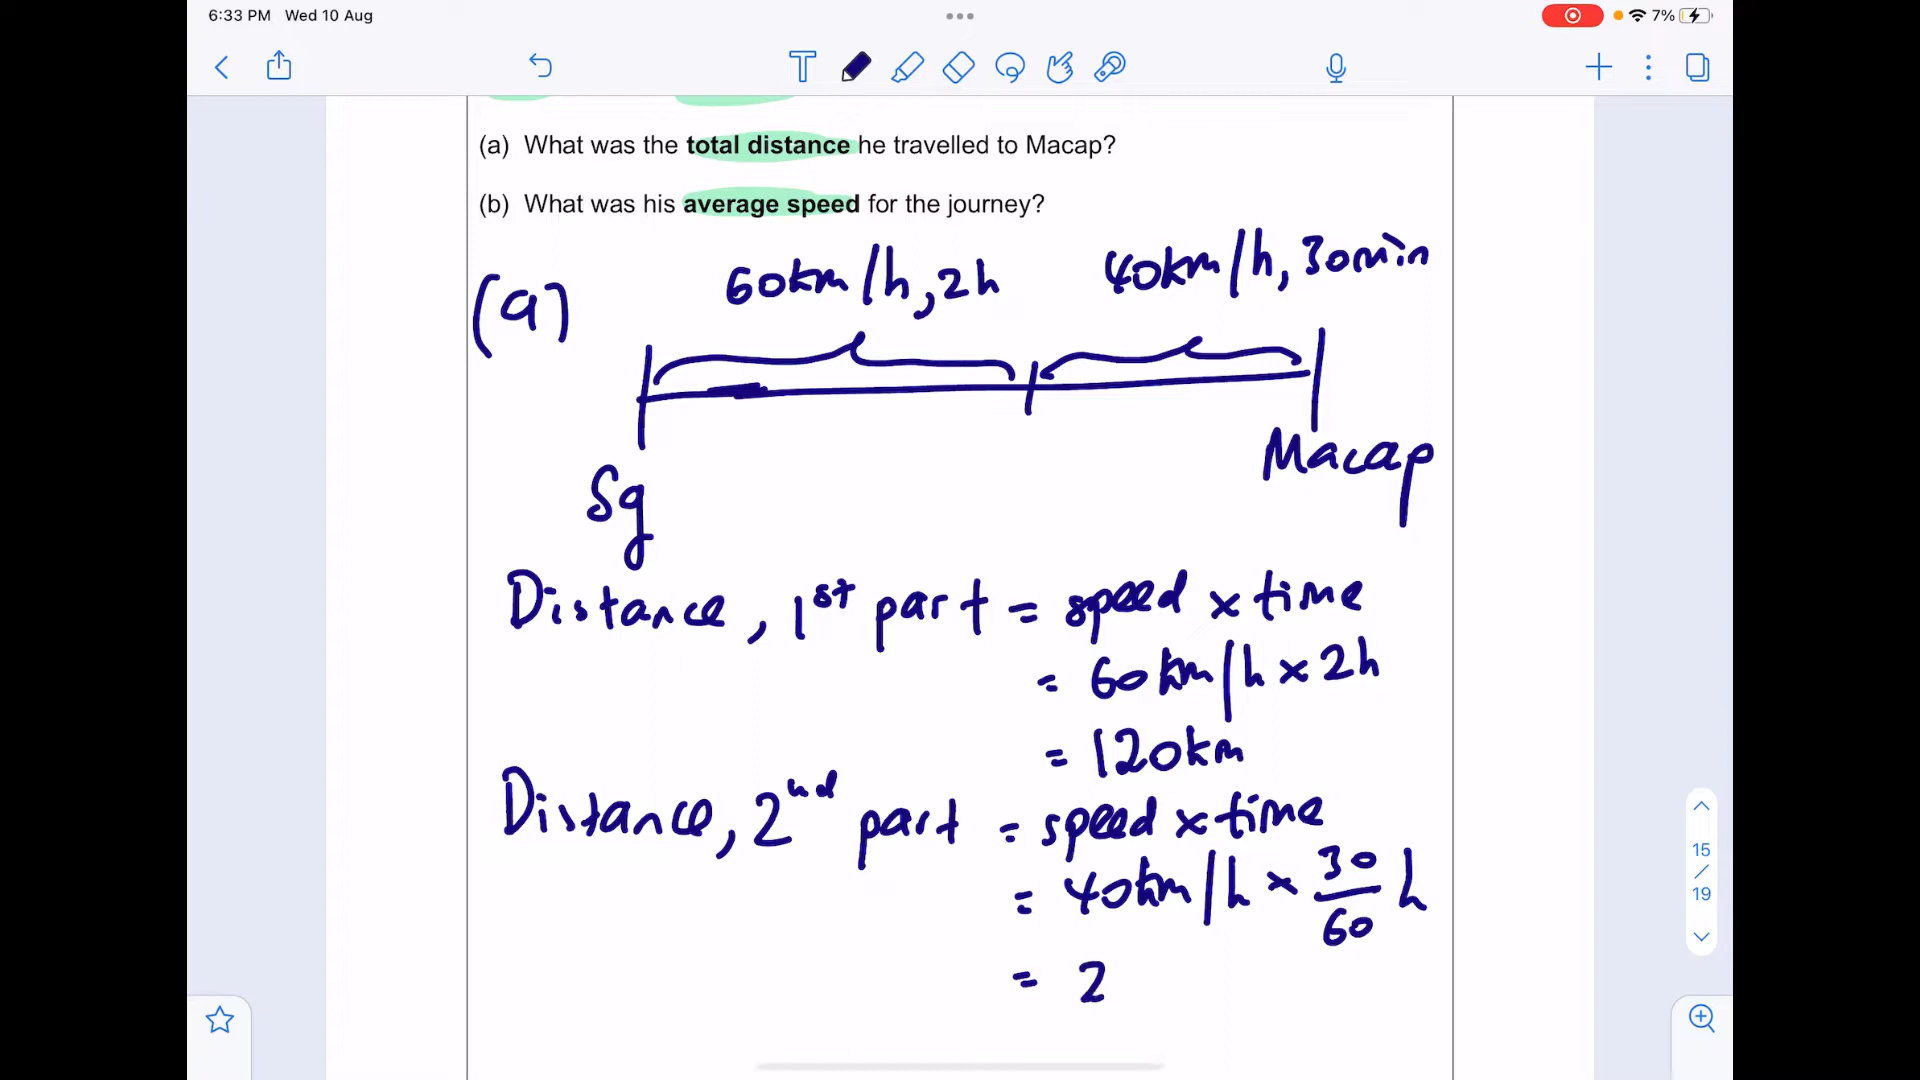 6:33 PM Wed 10 Aug
7%
T
(a) What was the total distance he travelled to Macap?
(b) What was his average speed for the journey?
(a)
60km/h, 2h
40km/h, 30min
Sg
Macap
Distance, 1st part = speed x time
= 60km/h x 2h
= 120km
Distance, 2nd part = speed x time
= 40km/h x 30/60 h
= 2
15
/
19